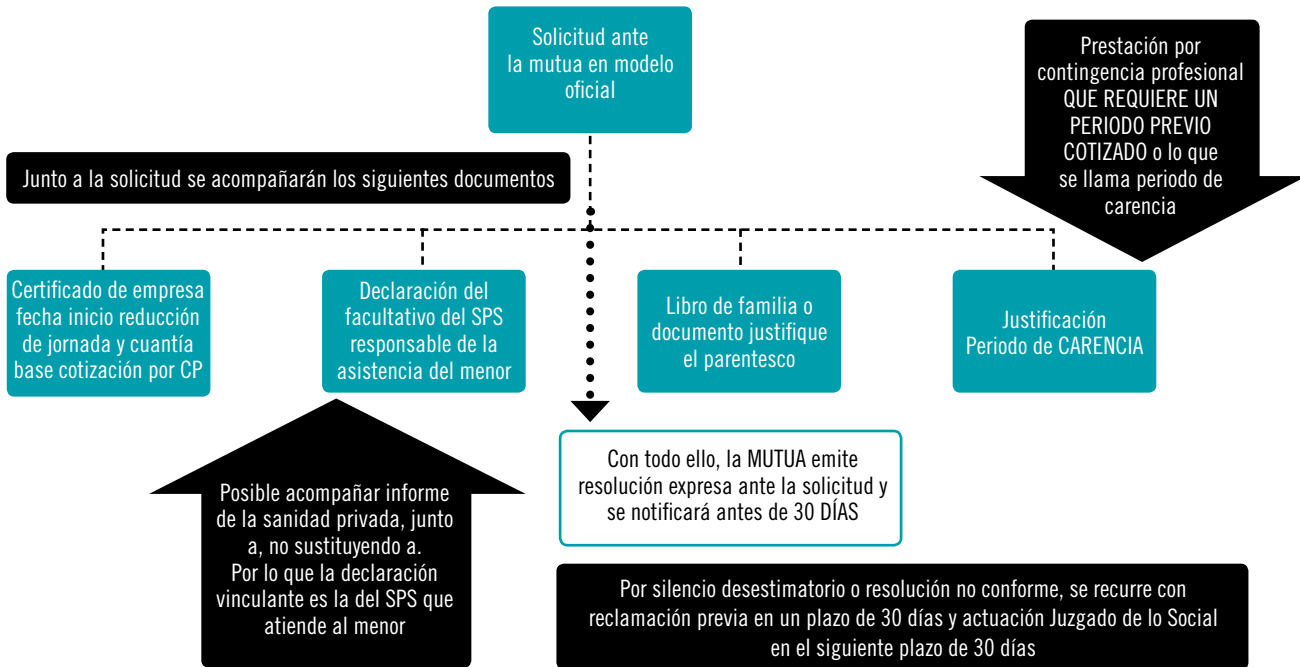 Solicitud ante
la mutua en modelo
oficial
Prestación por
contingencia profesional
QUE REQUIERE UN
PERIODO PREVIO
COTIZADO o lo que
se llama periodo de
carencia
Junto a la solicitud se acompañarán los siguientes documentos
Certificado de empresa
fecha inicio reducción
de jornada y cuantía
base cotización por CP
Declaración del
facultativo del SPS
responsable de la
asistencia del menor
Libro de familia o
documento justifique
el parentesco
Justificación
Periodo de CARENCIA
Posible acompañar informe
de la sanidad privada, junto
a, no sustituyendo a.
Por lo que la declaración
vinculante es la del SPS que
atiende al menor
Con todo ello, la MUTUA emite
resolución expresa ante la solicitud y
se notificará antes de 30 DÍAS
Por silencio desestimatorio o resolución no conforme, se recurre con
reclamación previa en un plazo de 30 días y actuación Juzgado de lo Social
en el siguiente plazo de 30 días